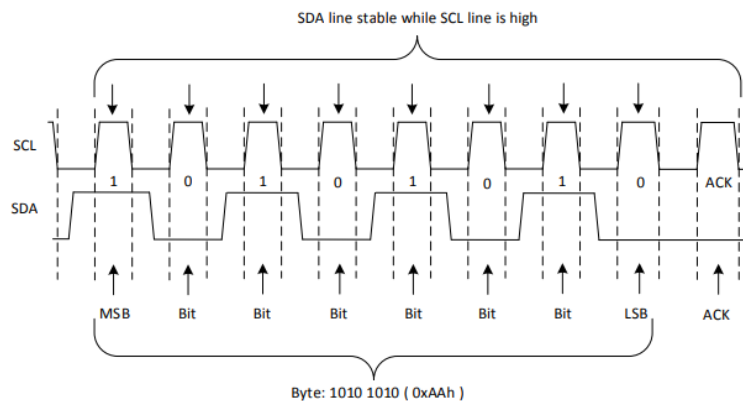 SDA line stable while SCL line is high
SCL
1 0 1 0 1 0 1 0 ACK
SDA
MSB Bit Bit Bit Bit Bit Bit LSB ACK
Byte: 1010 1010 ( 0xAAh )